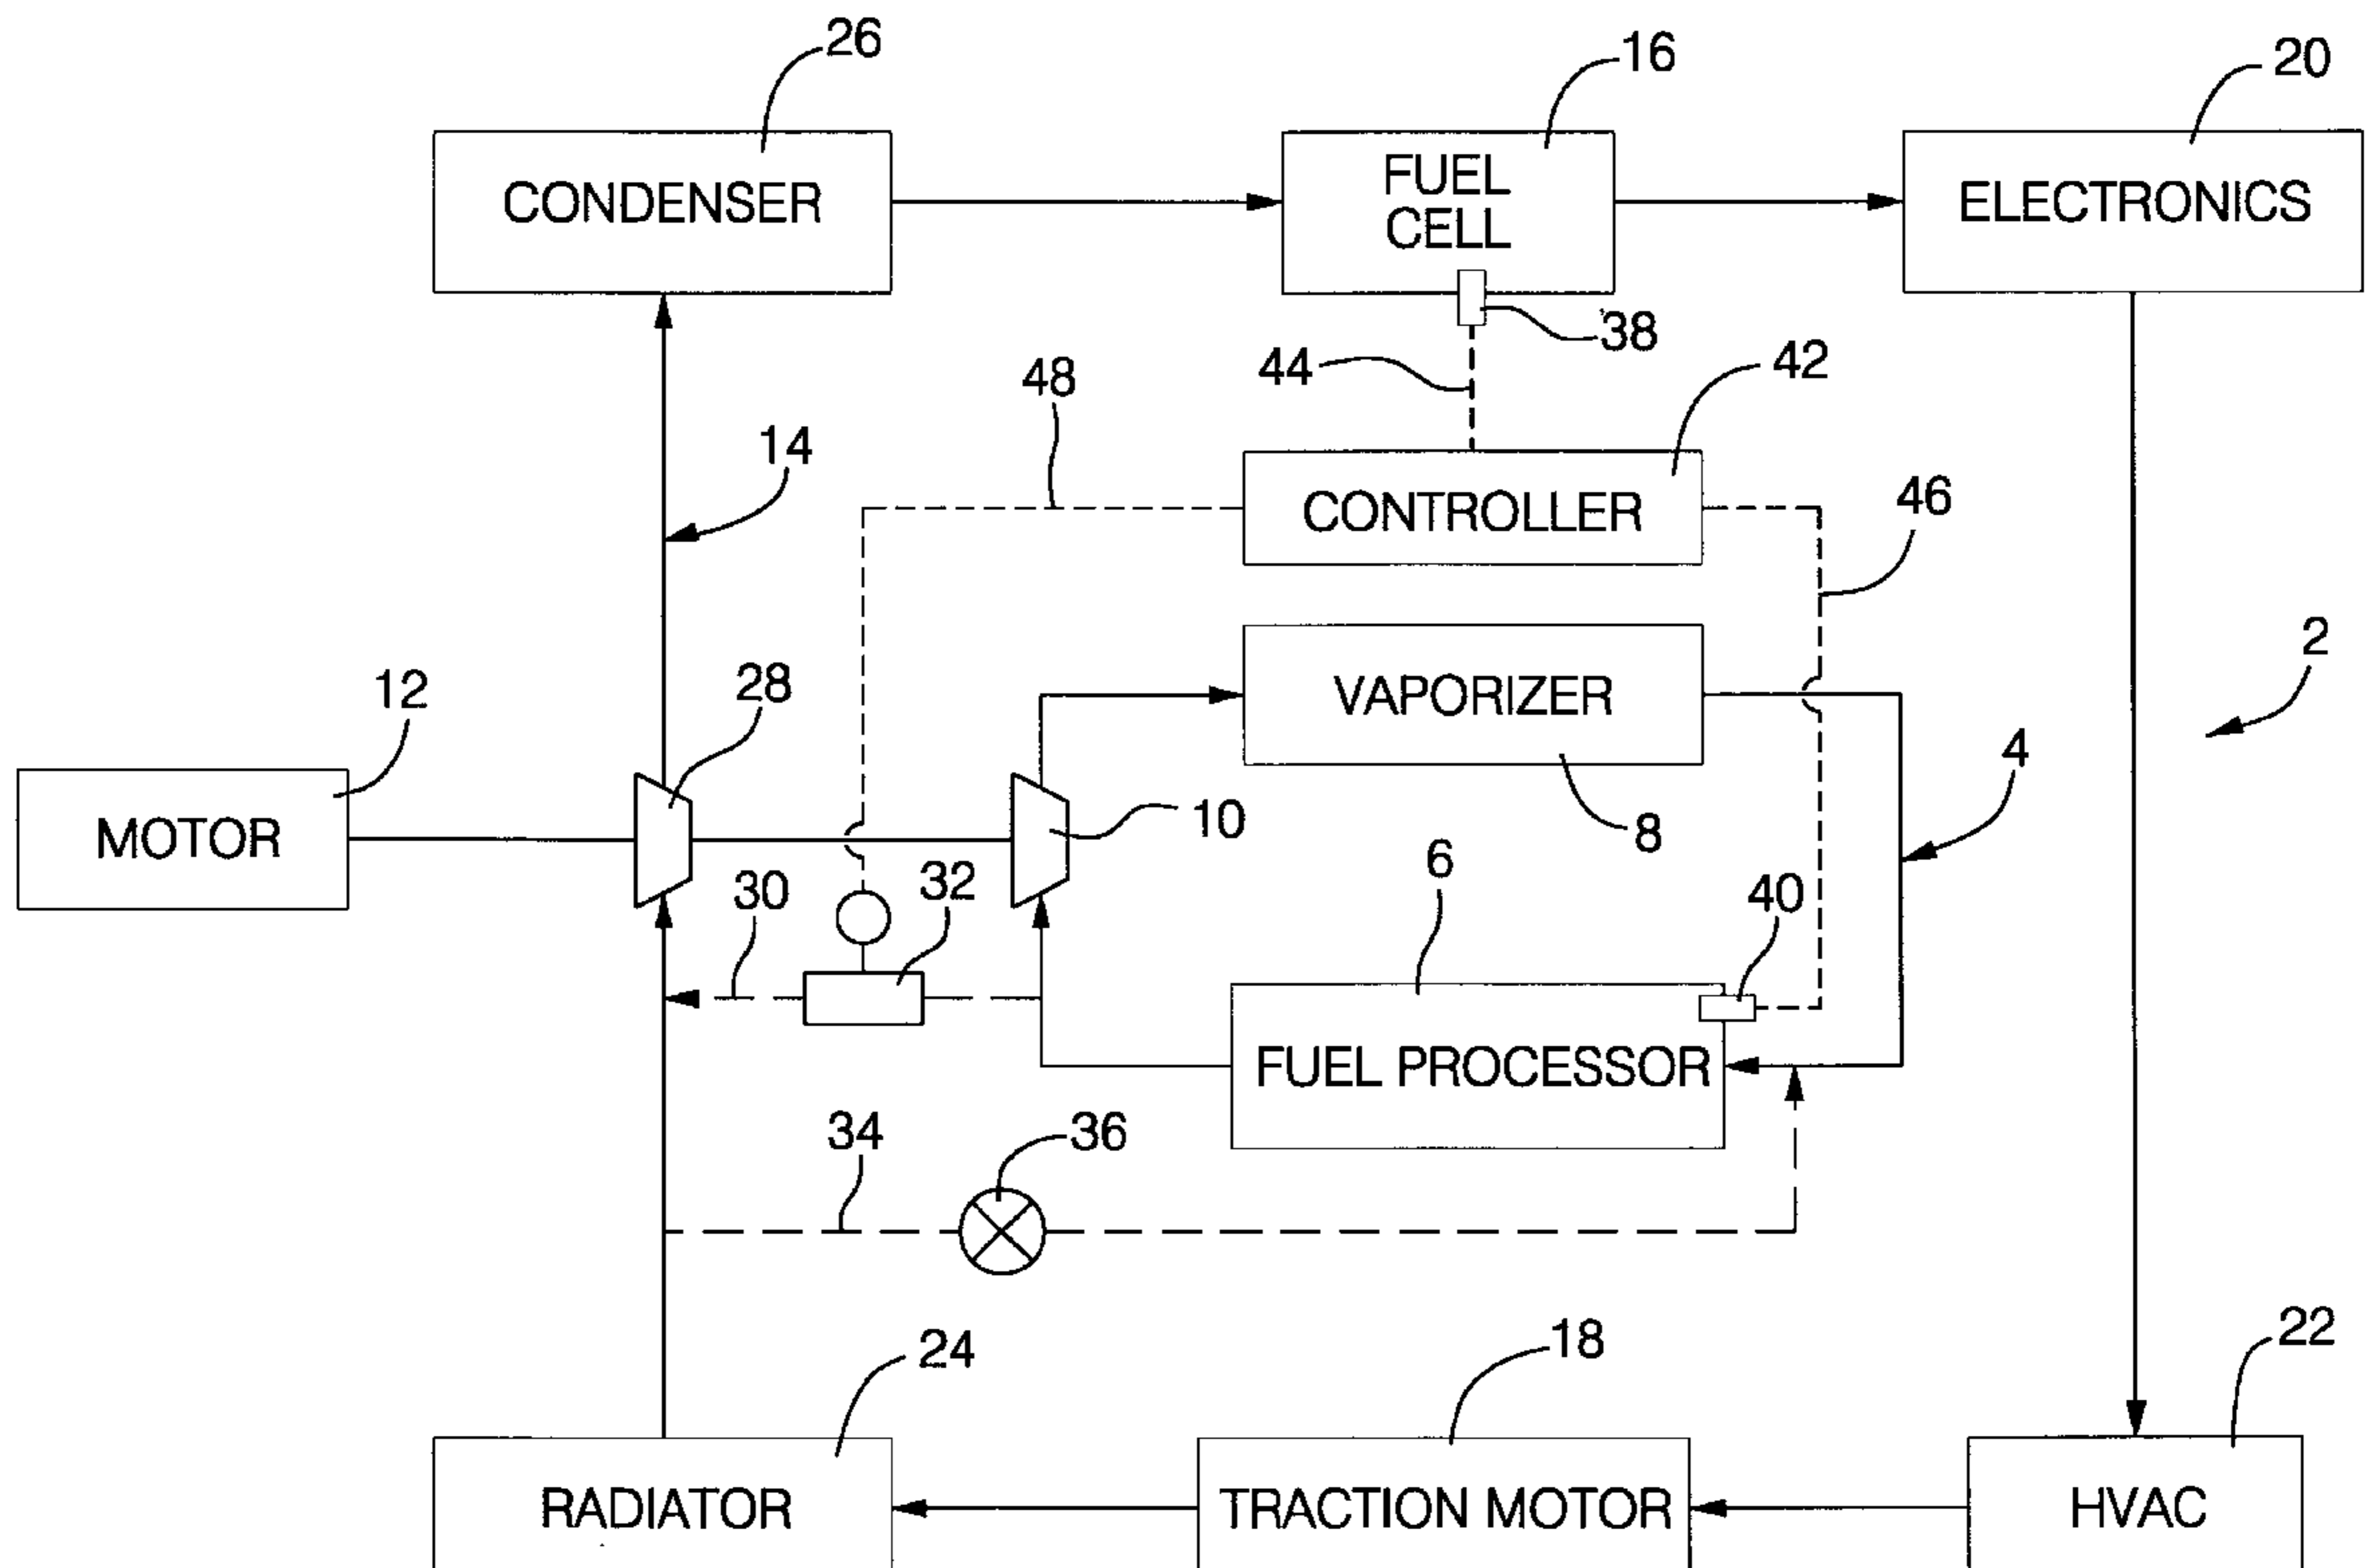 26
16
20
CONDENSER
FUEL
CELL
ELECTRONICS
38
44
42
48
14
CONTROLLER
46
2
12
28
VAPORIZER
4
MOTOR
10
8
6
30
32
40
FUEL PROCESSOR
34
36
24
18
22
RADIATOR
TRACTION MOTOR
HVAC